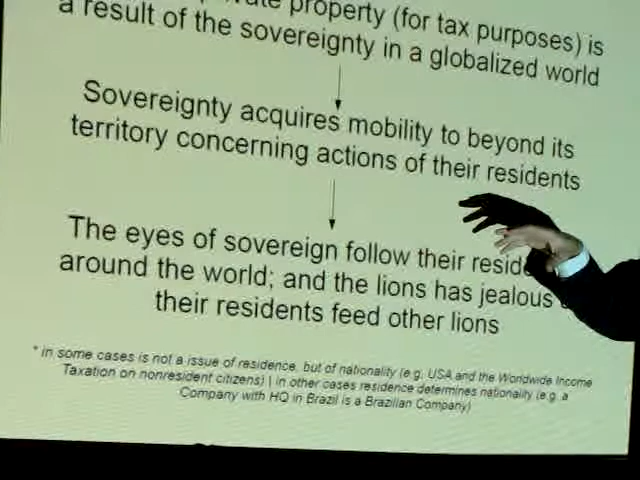 property (for tax purposes) is
a result of the sovereignty in a globalized world
Sovereignty acquires mobility to beyond its
territory concerning actions of their residents
The eyes of sovereign follow their
around the world; and the lions has jealous
their residents feed other lions
* In some cases is not a issue of residence, but of nationality (e.g. USA and the Worldwide Income
Taxation on nonresident citizens) | in other cases residence determines nationality (e.g. a
Company with HQ in Brazil is a Brazilian Company)